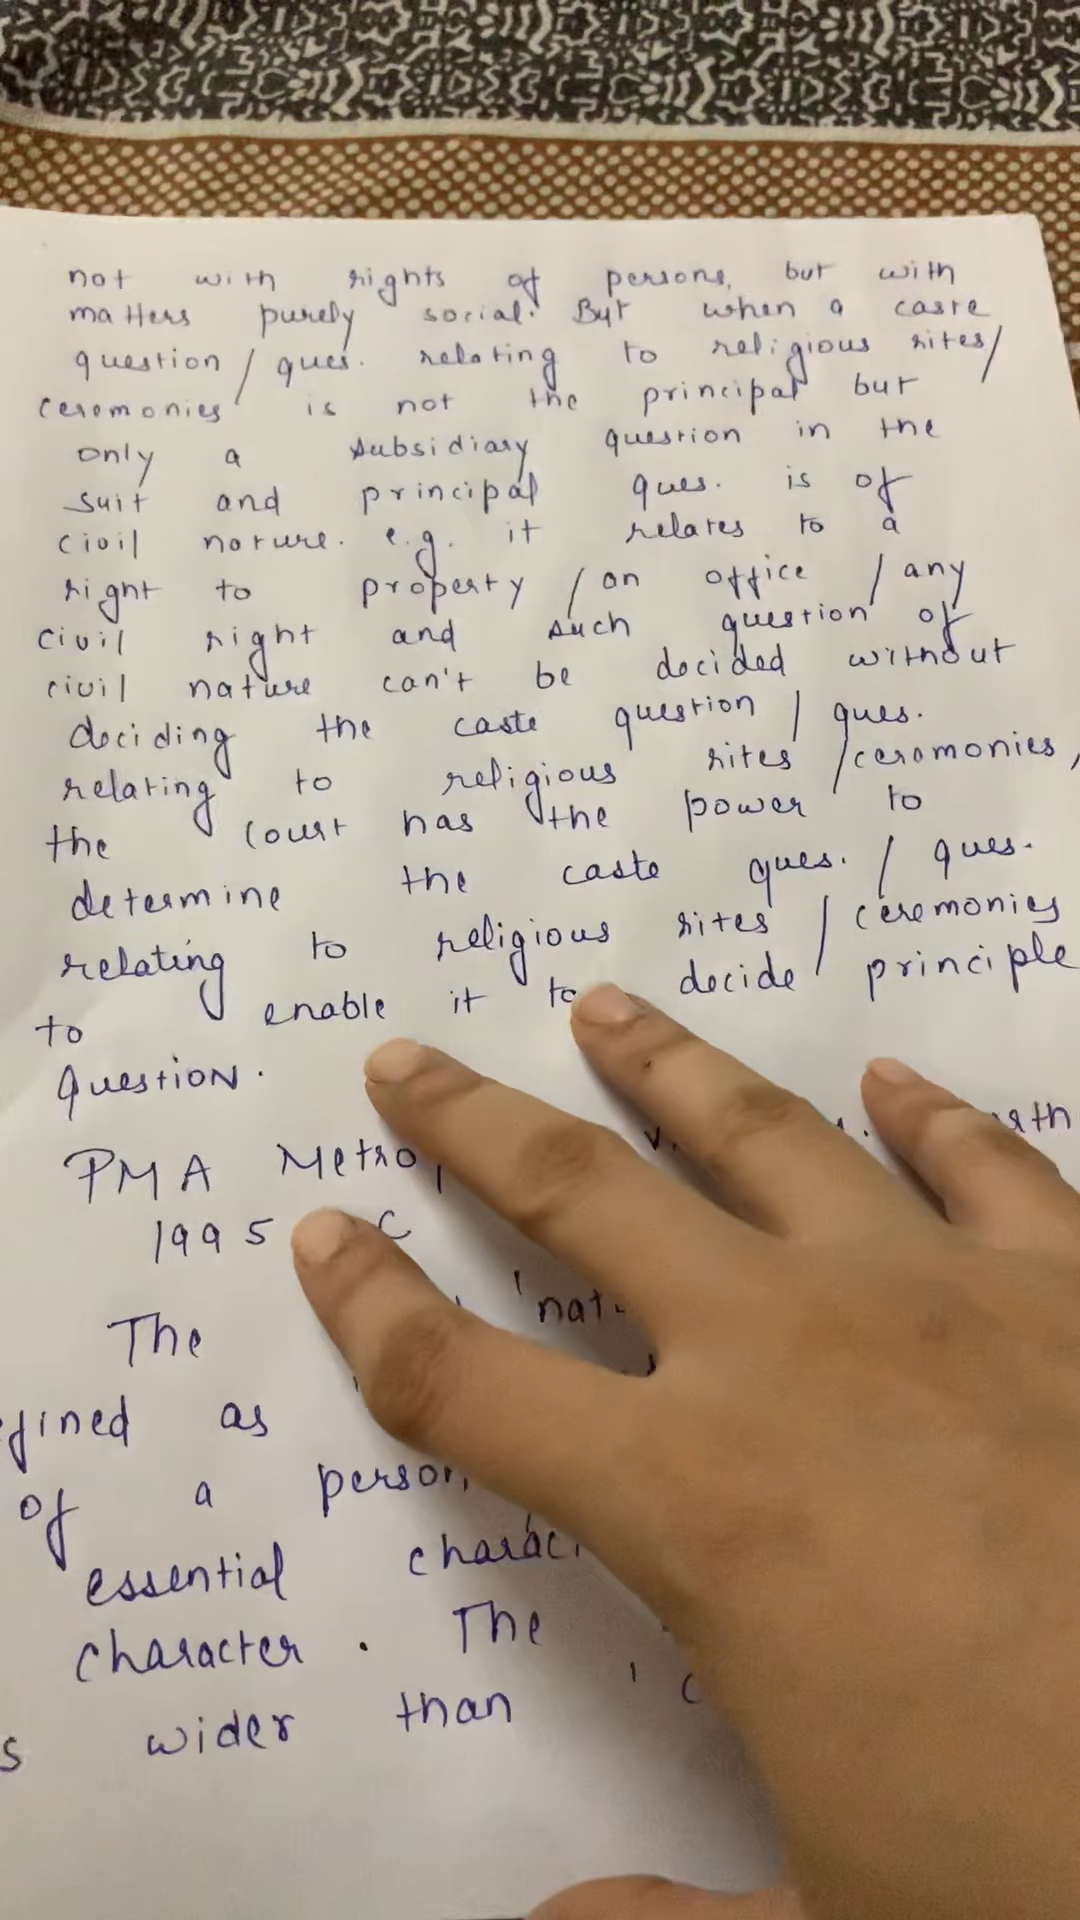 not with rights of persons, but with
matters purely social. But when a caste
question / ques. relating to religious rites /
ceremonies is not the principal but
only a subsidiary question in the
suit and principal ques. is of
civil nature. e.g. it relates to a
right to property / an office / any
civil right and such question of
civil nature can't be decided without
deciding the caste question / ques.
relating to religious rites / ceremonies,
the court has the power to
determine the caste ques. / ques.
relating to religious rites / ceremonies
to enable it to decide principle
question.
PMA
1995
The
as
of a
essential
character. The
wider than